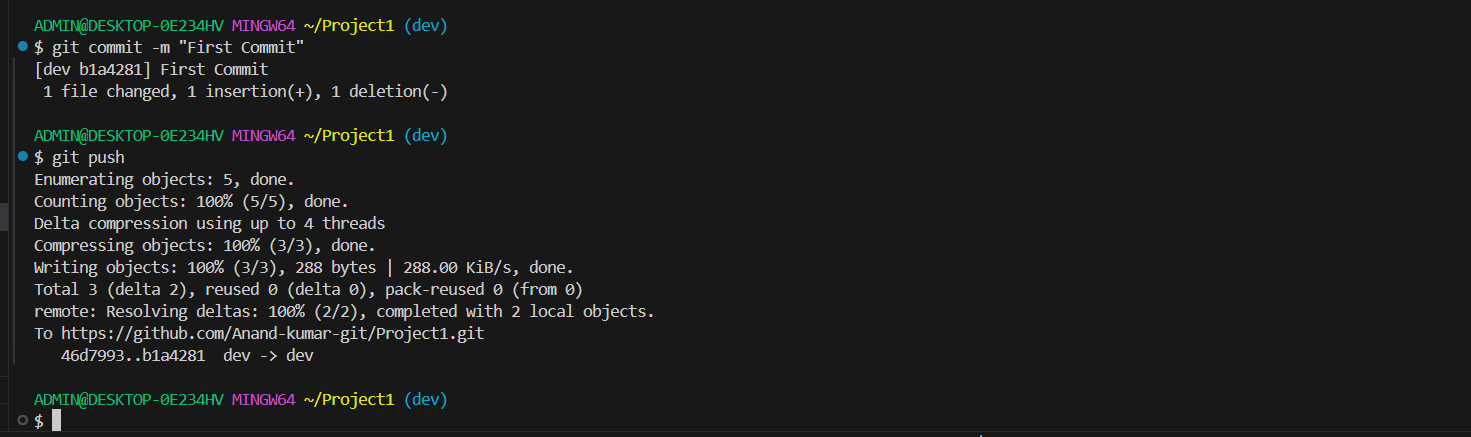 ADMIN@DESKTOP-0E234HV MINGW64 ~/Project1 (dev)
$ git commit -m "First Commit"
[dev b1a4281] First Commit
 1 file changed, 1 insertion(+), 1 deletion(-)
ADMIN@DESKTOP-0E234HV MINGW64 ~/Project1 (dev)
$ git push
Enumerating objects: 5, done.
Counting objects: 100% (5/5), done.
Delta compression using up to 4 threads
Compressing objects: 100% (3/3), done.
Writing objects: 100% (3/3), 288 bytes | 288.00 KiB/s, done.
Total 3 (delta 2), reused 0 (delta 0), pack-reused 0 (from 0)
remote: Resolving deltas: 100% (2/2), completed with 2 local objects.
To https://github.com/Anand-kumar-git/Project1.git
   46d7993..b1a4281  dev -> dev
ADMIN@DESKTOP-0E234HV MINGW64 ~/Project1 (dev)
$